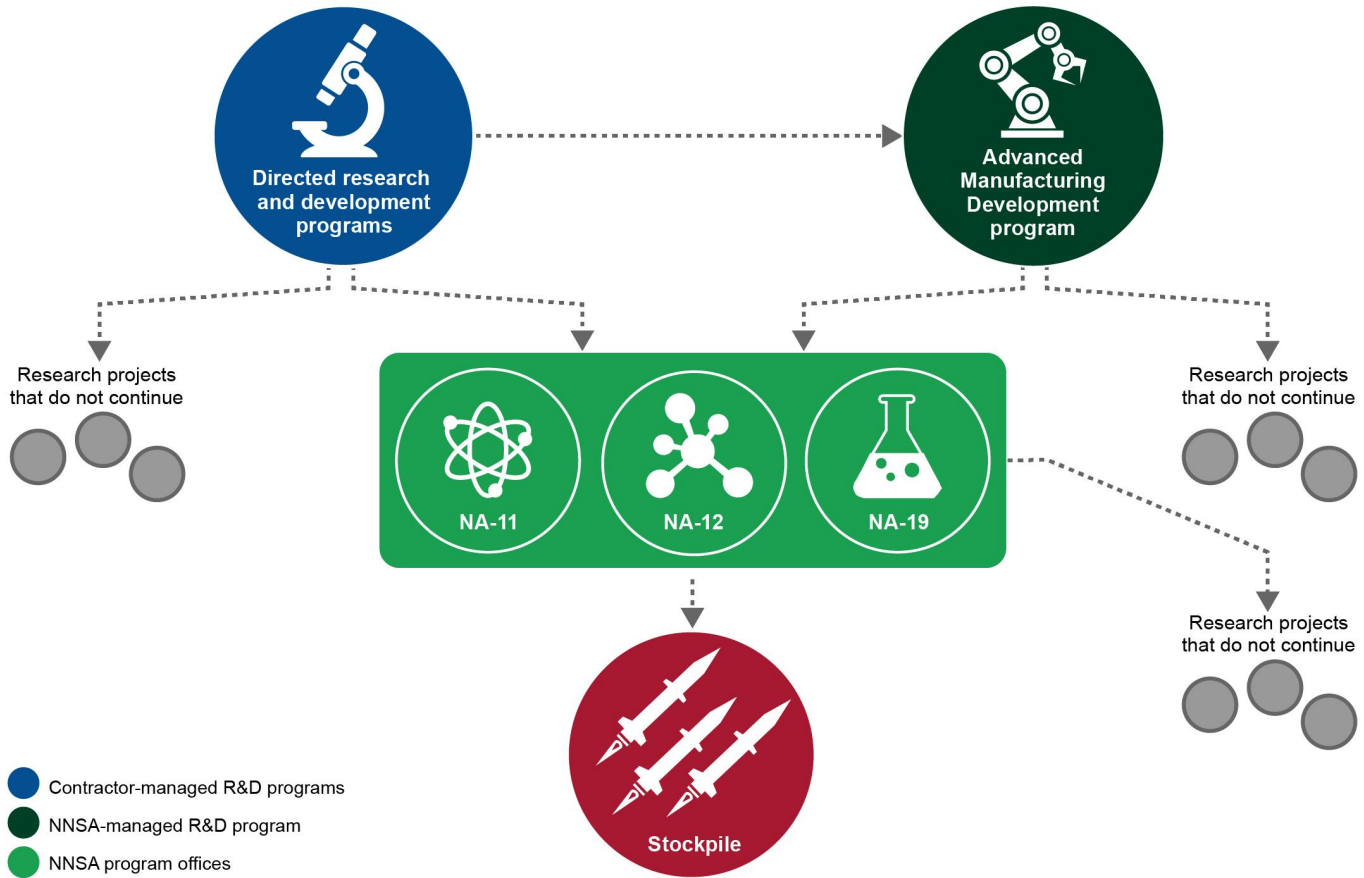 Directed research
and development
programs
Advanced
Manufacturing
Development
program
Research projects
that do not continue
Research projects
that do not continue
NA-11
NA-12
NA-19
Research projects
that do not continue
Stockpile
Contractor-managed R&D programs
NNSA-managed R&D program
NNSA program offices